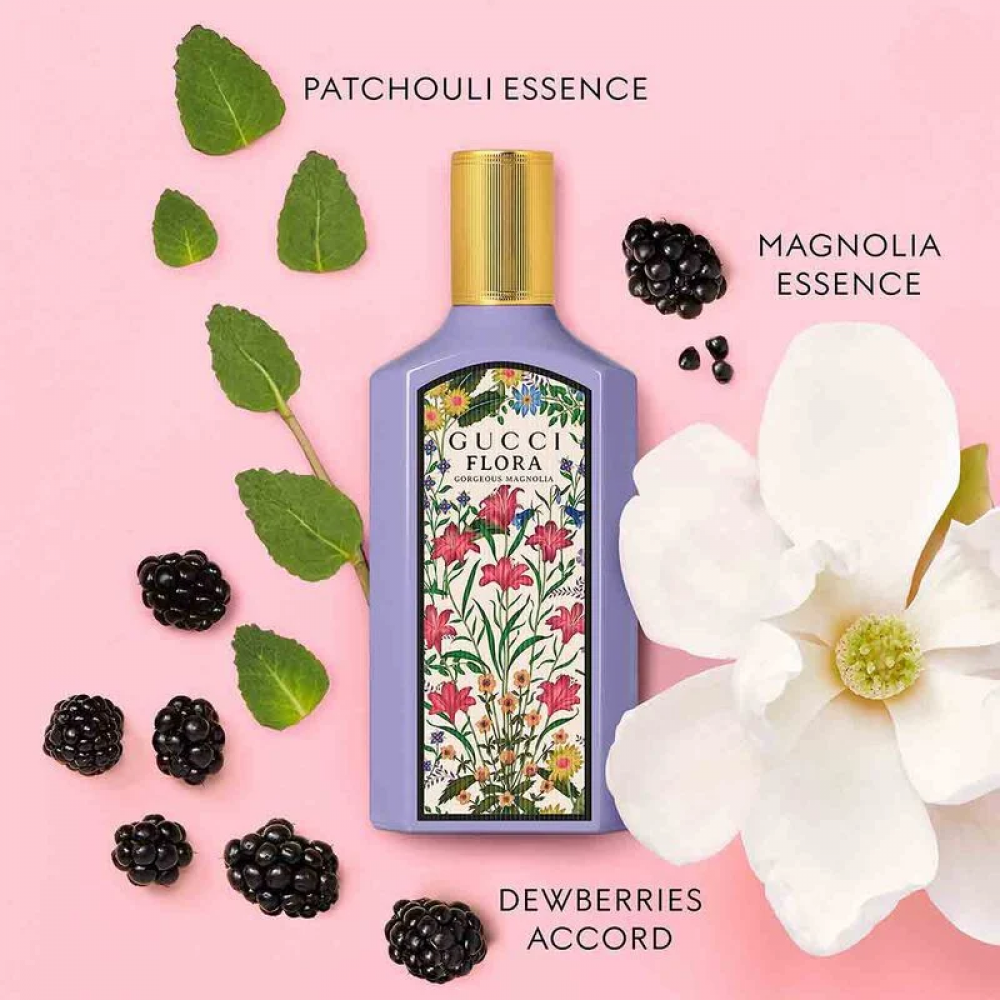 PATCHOULI ESSENCE
MAGNOLIA
ESSENCE
GUCCI
FLORA
GORGEOUS MAGNOLIA
DEWBERRIES
ACCORD